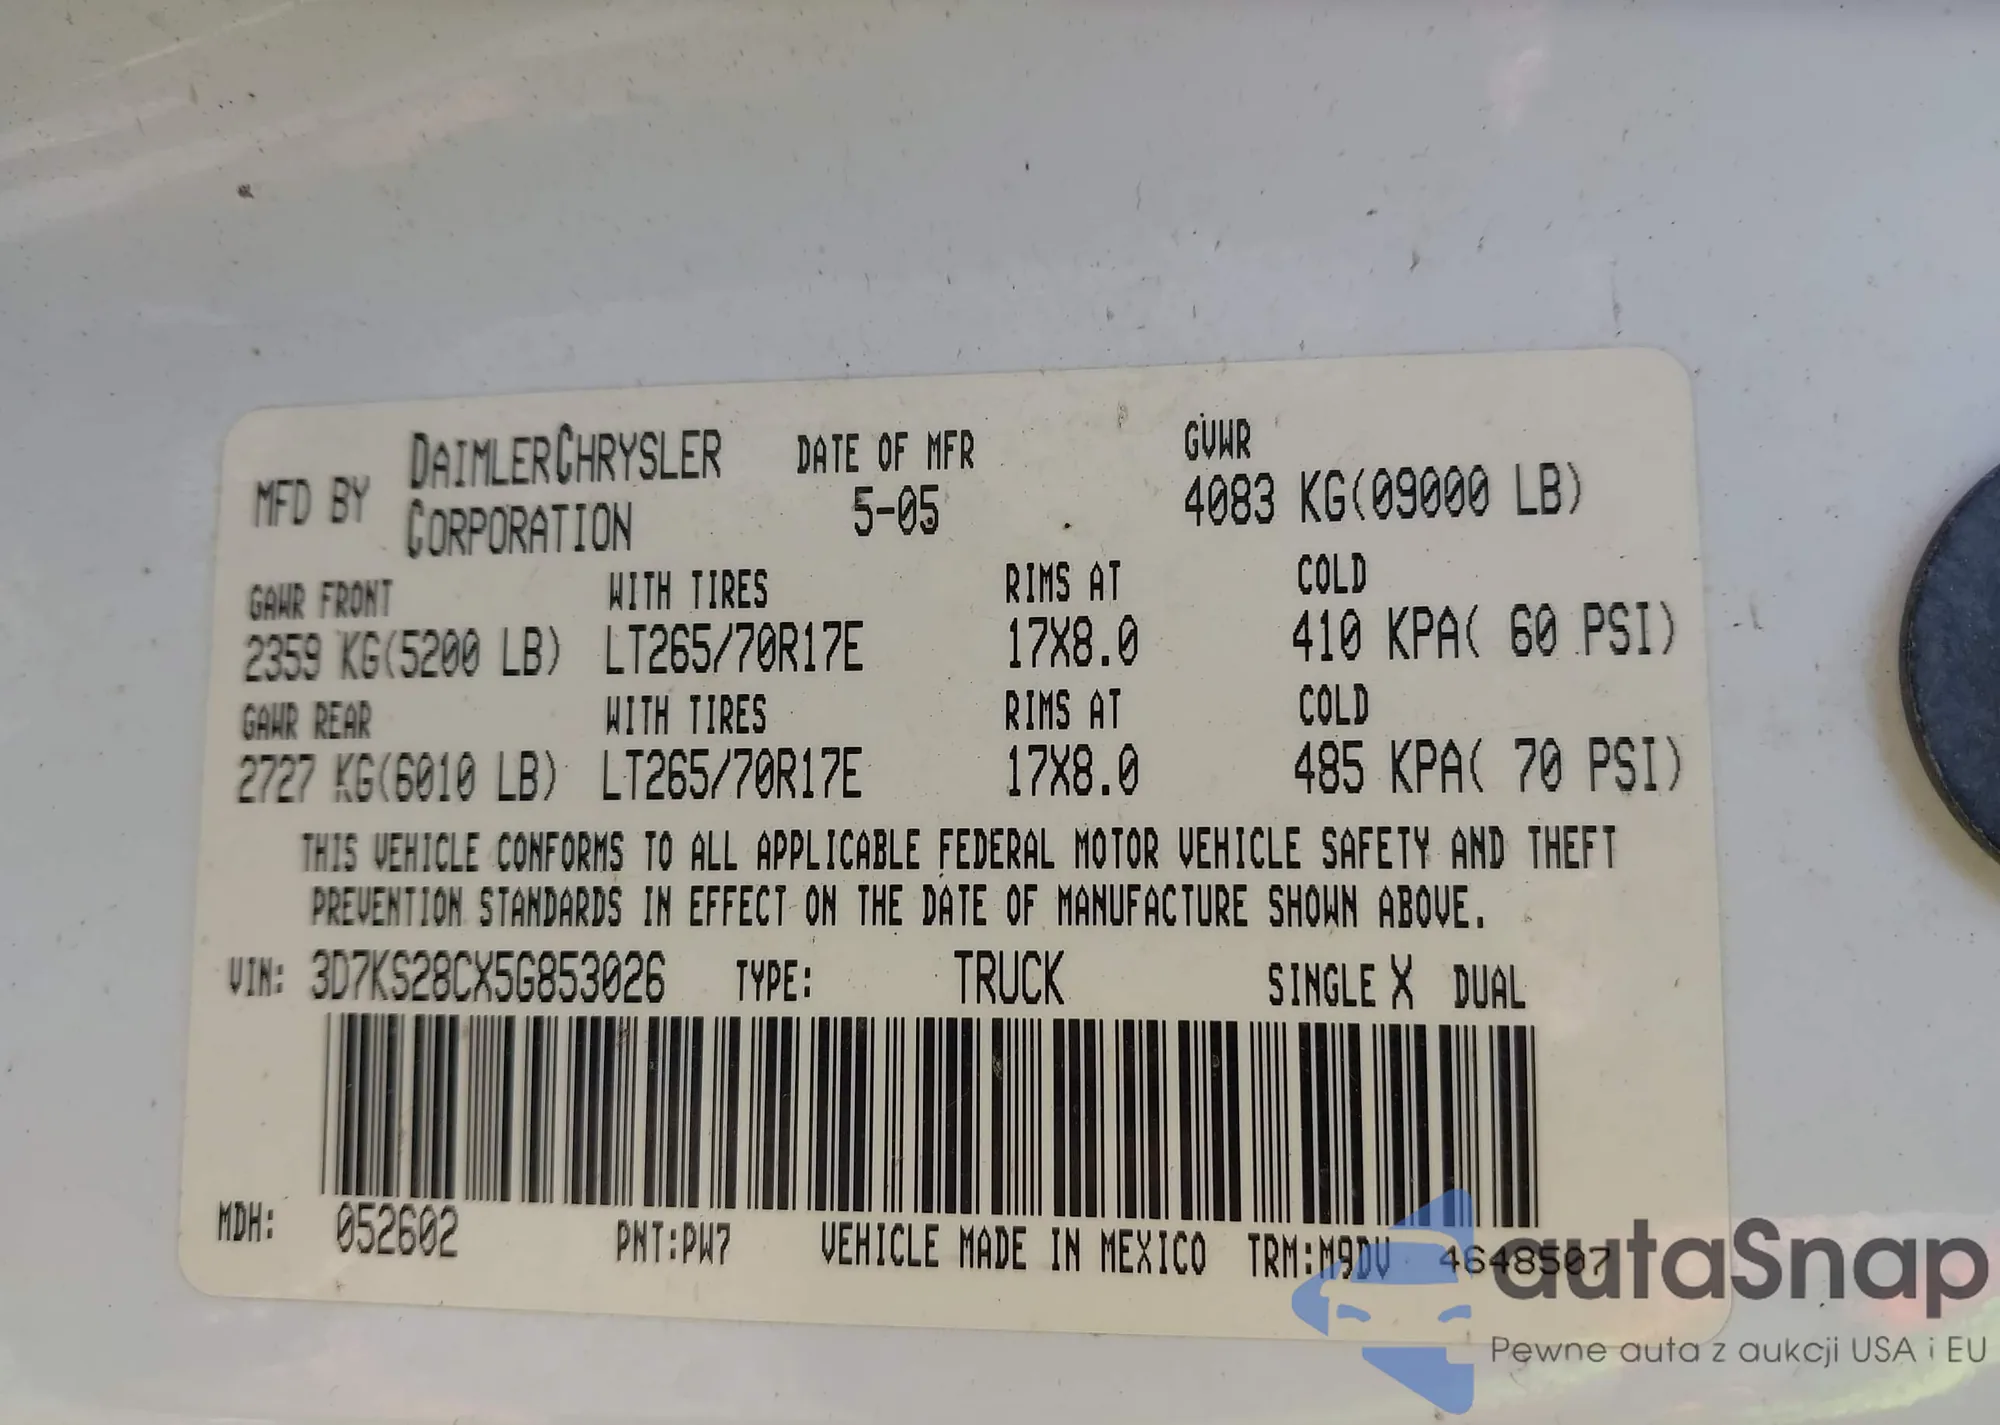 MFD BY DAIMLERCHRYSLER CORPORATION DATE OF MFR 5-05 GVWR 4083 KG(09000 LB)
GAWR FRONT WITH TIRES RIMS AT COLD
2359 KG(5200 LB) LT265/70R17E 17X8.0 410 KPA( 60 PSI)
GAWR REAR WITH TIRES RIMS AT COLD
2727 KG(6010 LB) LT265/70R17E 17X8.0 485 KPA( 70 PSI)
THIS VEHICLE CONFORMS TO ALL APPLICABLE FEDERAL MOTOR VEHICLE SAFETY AND THEFT
PREVENTION STANDARDS IN EFFECT ON THE DATE OF MANUFACTURE SHOWN ABOVE.
VIN: 3D7KS28CX5G853026 TYPE: TRUCK SINGLE X DUAL
MDH: 052602 PNT:PW7 VEHICLE MADE IN MEXICO TRM:M9DV 4648507
autaSnap
Pewne auta z aukcji USA i EU